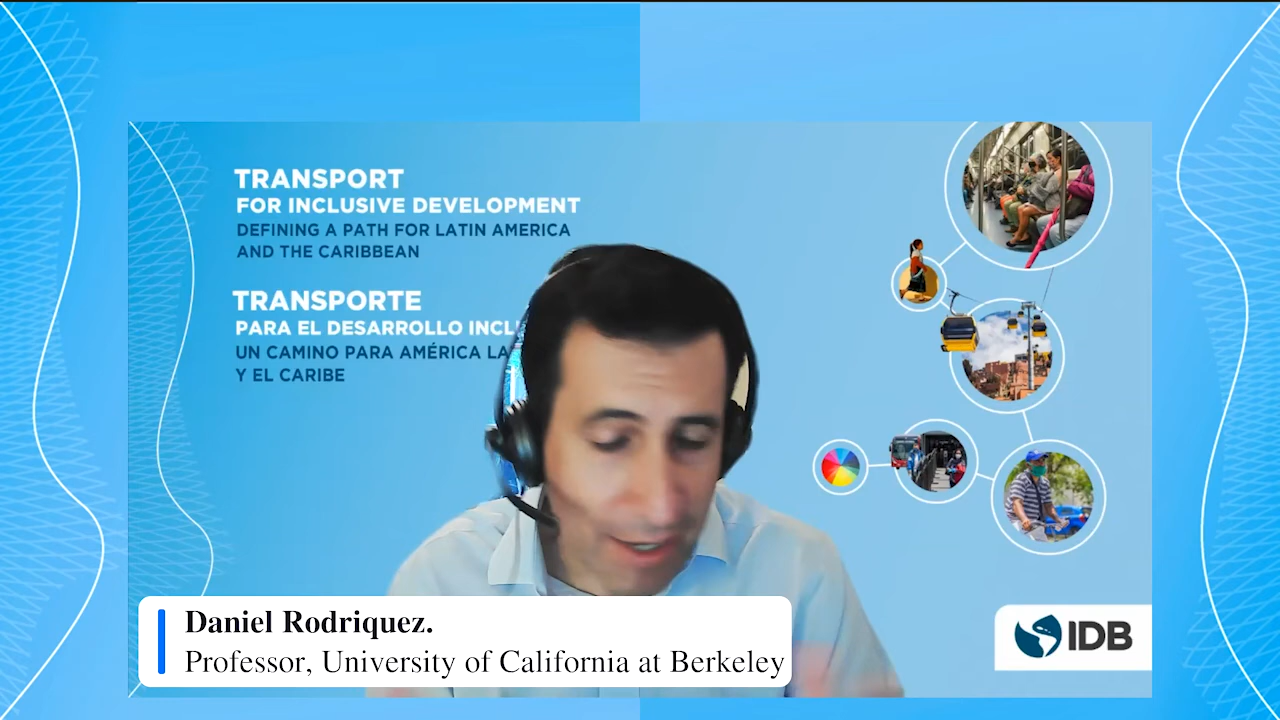 TRANSPORT
FOR INCLUSIVE DEVELOPMENT
DEFINING A PATH FOR LATIN AMERICA
AND THE CARIBBEAN
TRANSPORTE
PARA EL DESARROLLO
UN CAMINO PARA AMÉRICA
Y EL CARIBE
Daniel Rodriquez.
Professor, University of California at Berkeley
IDB